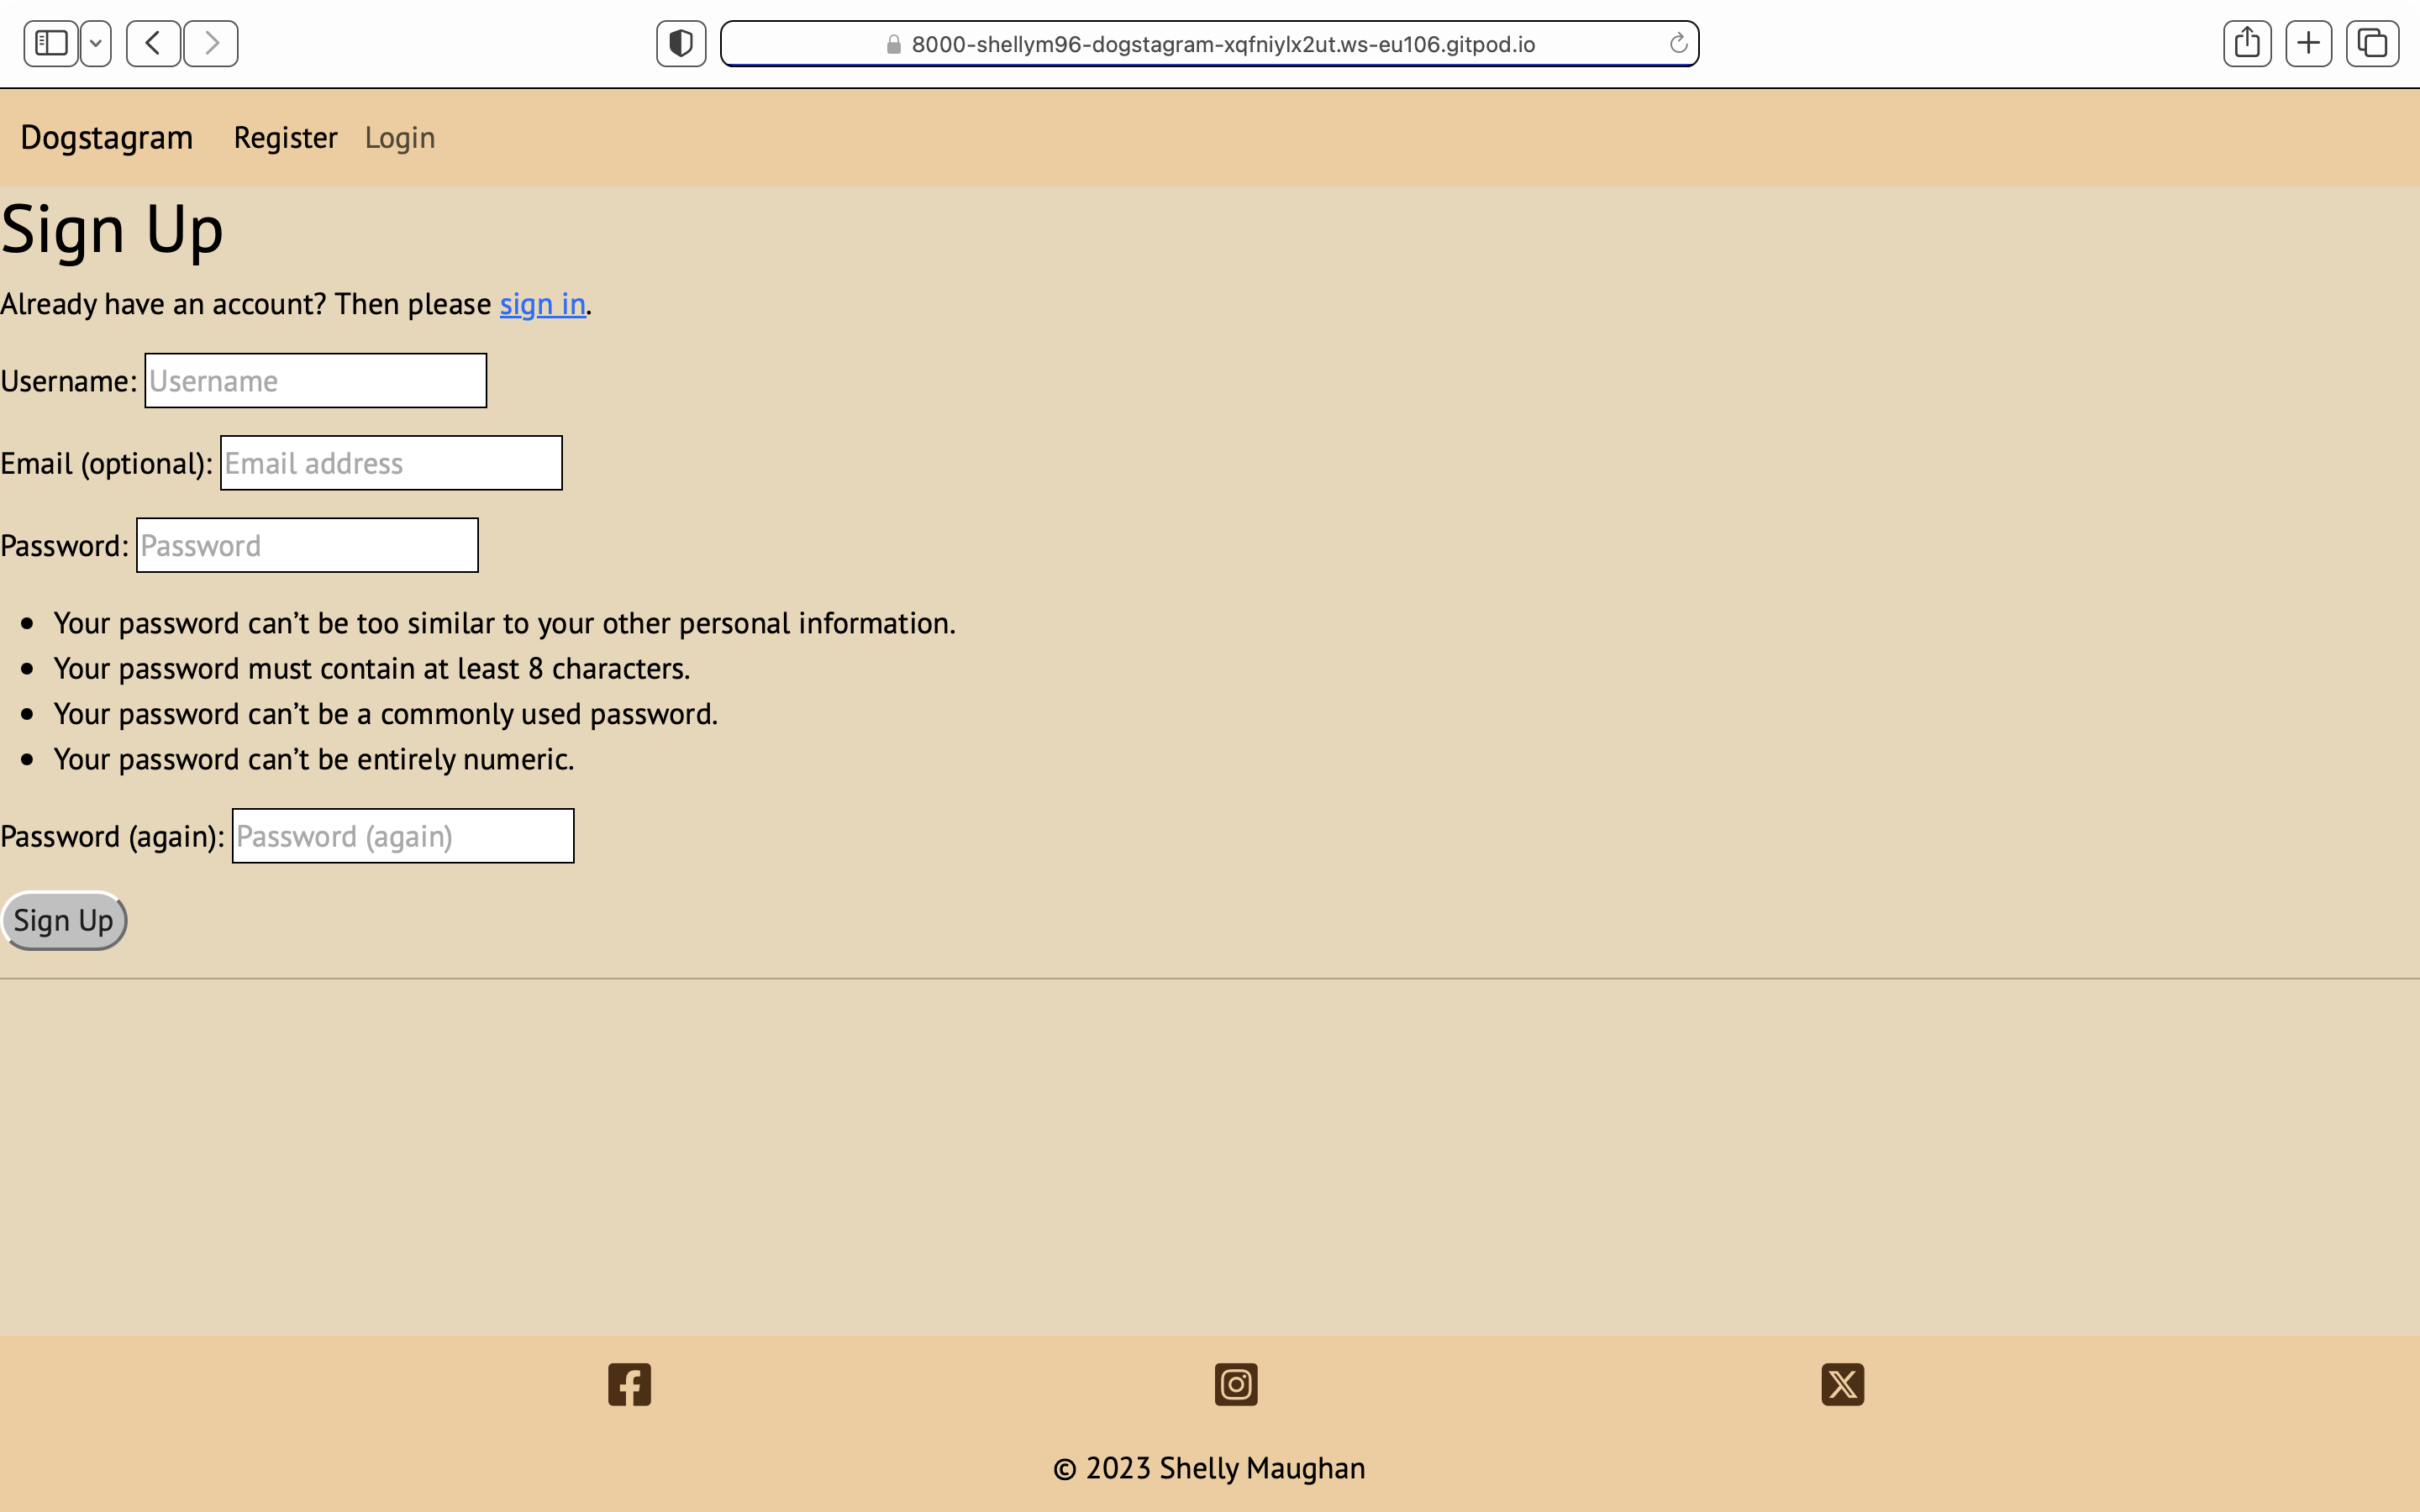 8000-shellym96-dogstagram-xqfniylx2ut.ws-eu106.gitpod.io
Dogstagram Register Login
Sign Up
Already have an account? Then please sign in.
Username: Username
Email (optional): Email address
Password: Password
• Your password can’t be too similar to your other personal information.
• Your password must contain at least 8 characters.
• Your password can’t be a commonly used password.
• Your password can’t be entirely numeric.
Password (again): Password (again)
Sign Up
© 2023 Shelly Maughan